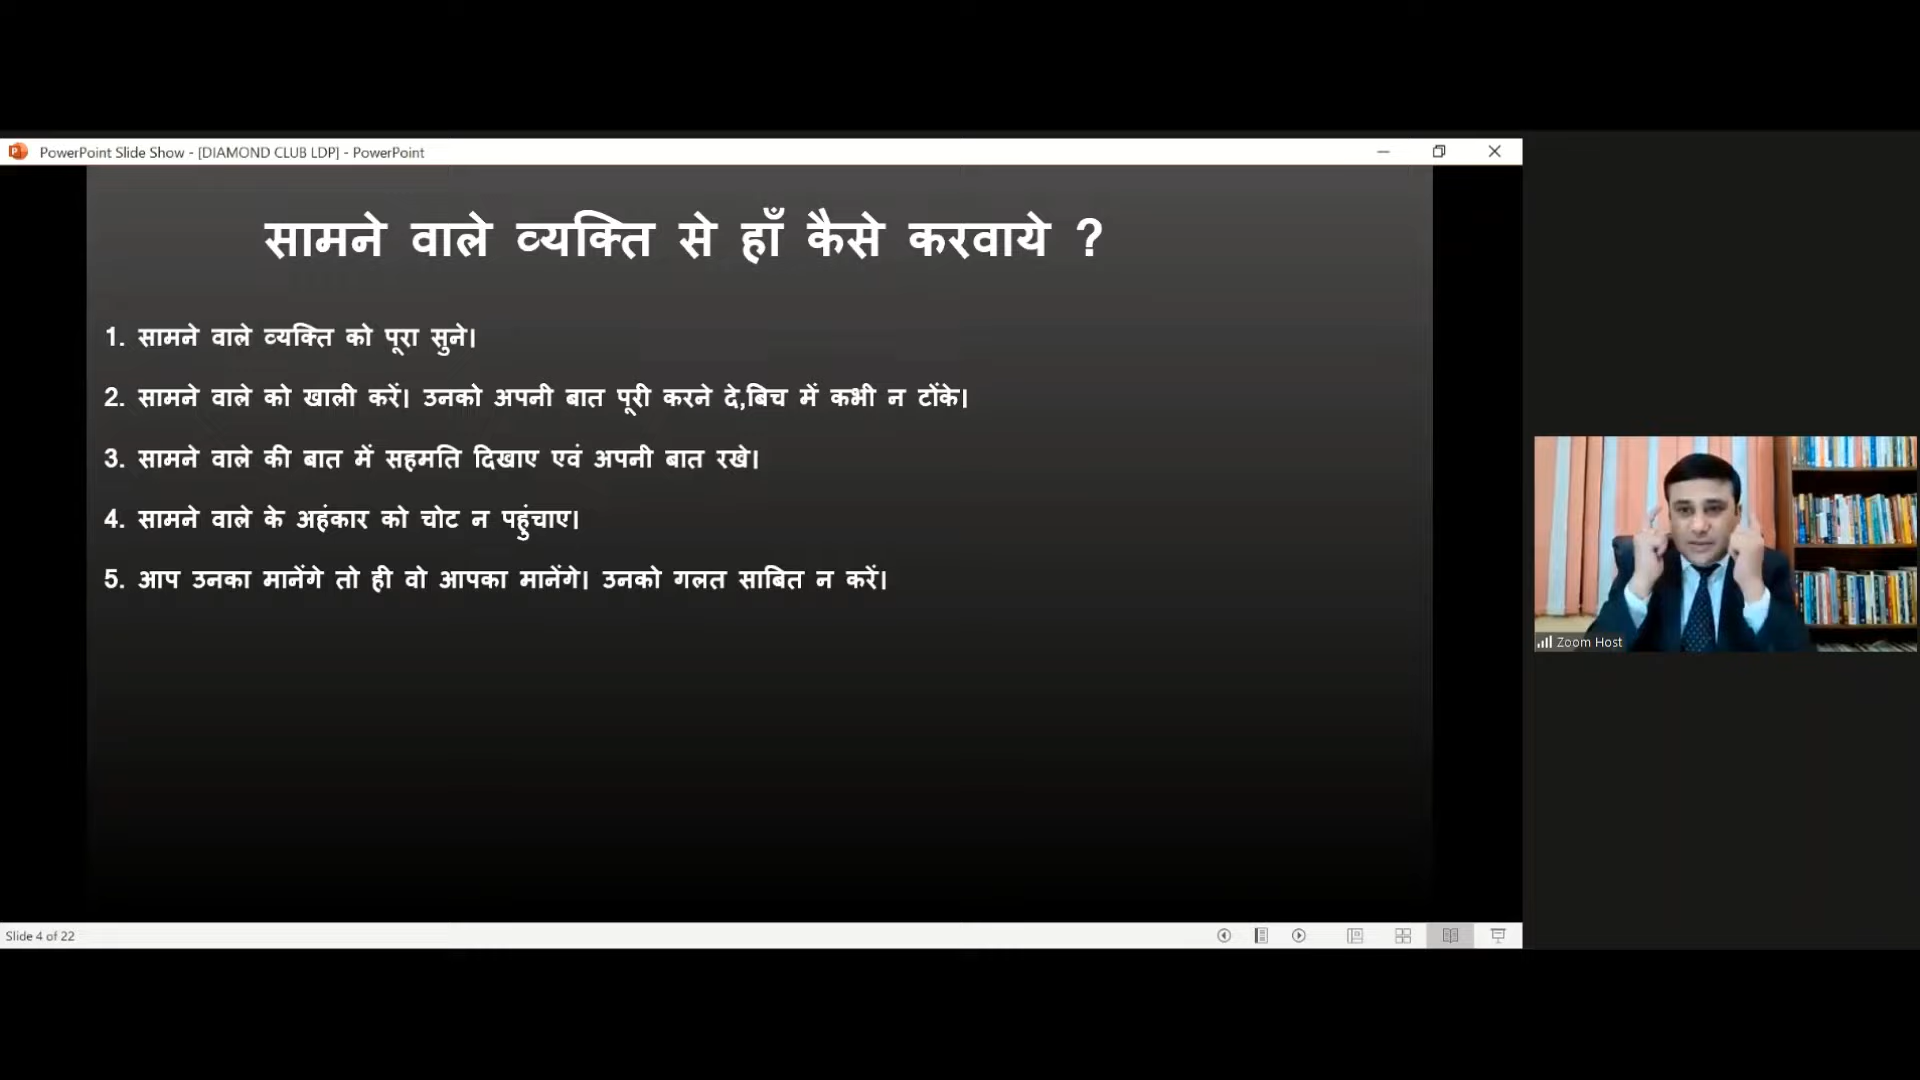 PowerPoint Slide Show - [DIAMOND CLUB LDP] - PowerPoint
सामने वाले व्यक्ति से हाँ कैसे करवाये ?
1. सामने वाले व्यक्ति को पूरा सुने।
2. सामने वाले को खाली करें। उनको अपनी बात पूरी करने दे,बिच में कभी न टोंके।
3. सामने वाले की बात में सहमति दिखाए एवं अपनी बात रखे।
4. सामने वाले के अहंकार को चोट न पहुंचाए।
5. आप उनका मानेंगे तो ही वो आपका मानेंगे। उनको गलत साबित न करें।
Zoom Host
Slide 4 of 22